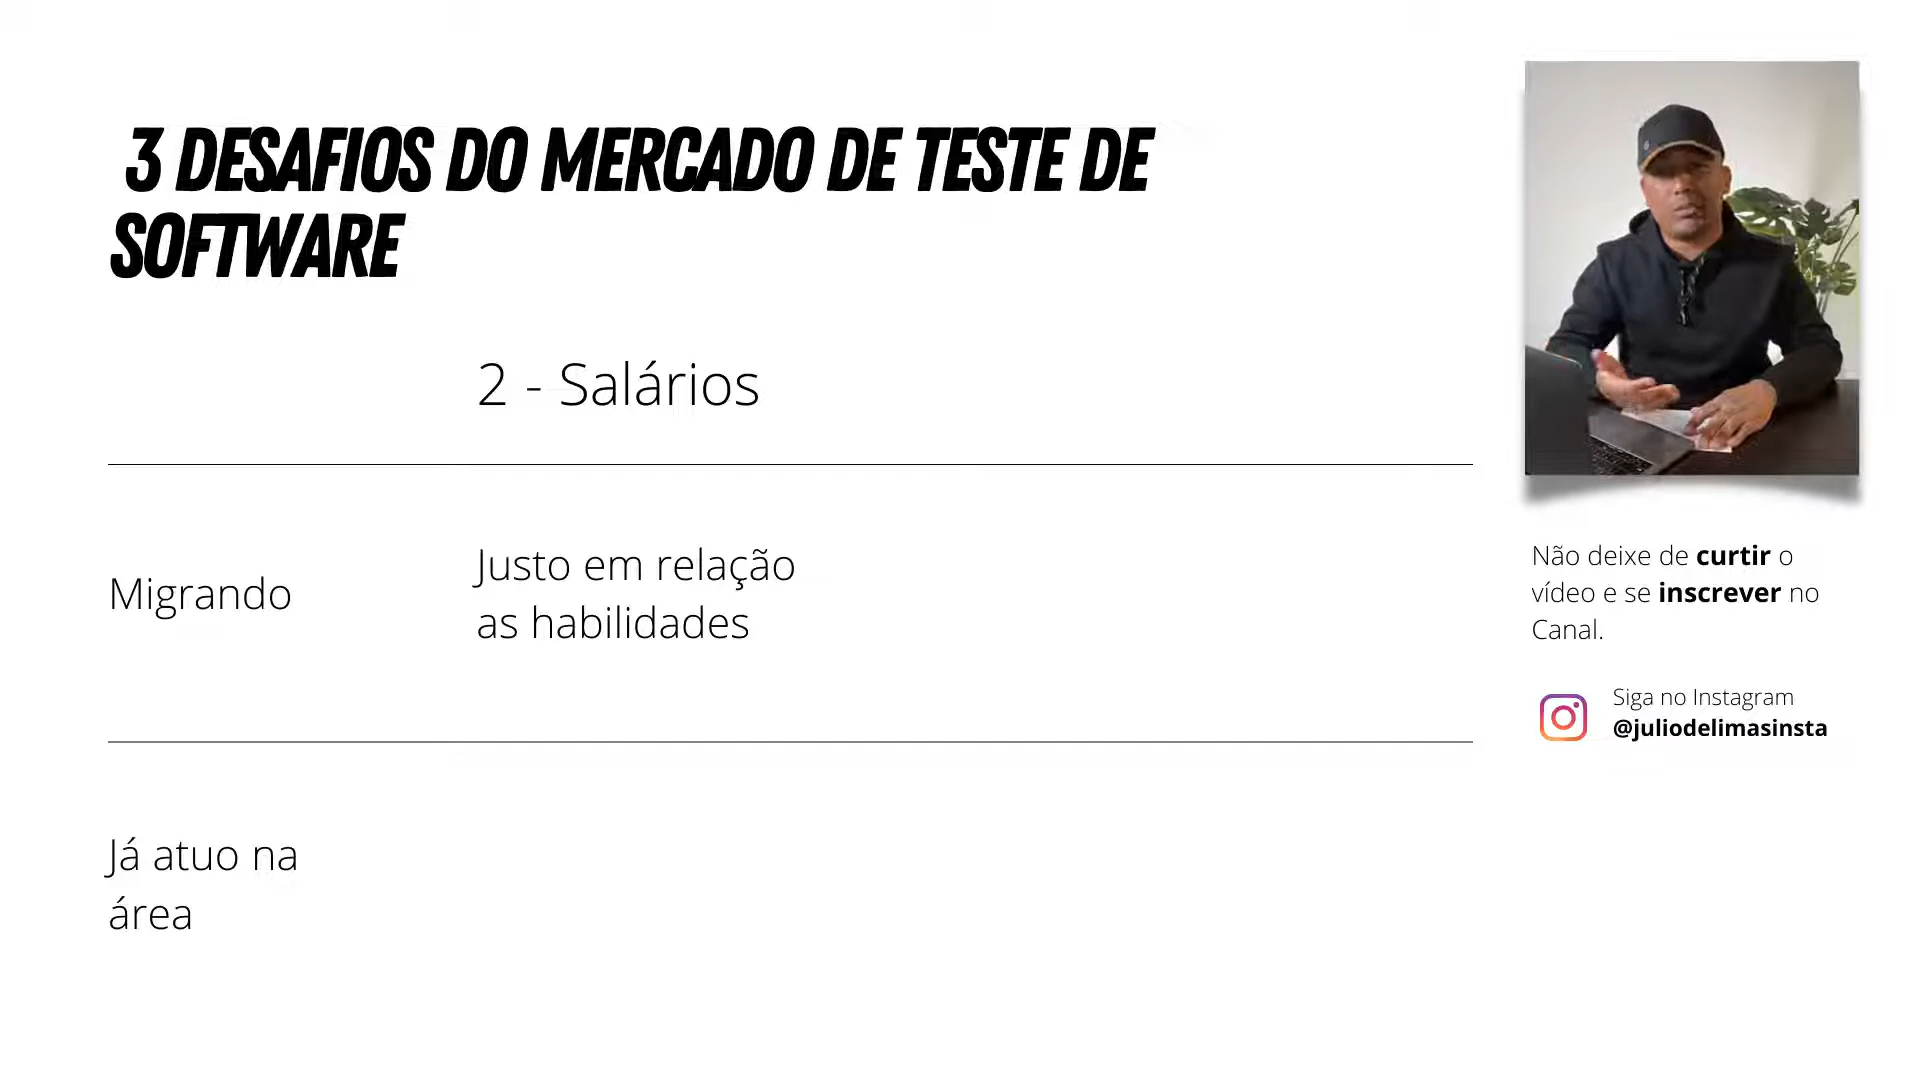 3 DESAFIOS DO MERCADO DE TESTE DE
SOFTWARE
2 - Salários
Migrando
Justo em relação
as habilidades
Já atuo na
área
Não deixe de curtir o
vídeo e se inscrever no
Canal.
Siga no Instagram
@juliodelimasinsta